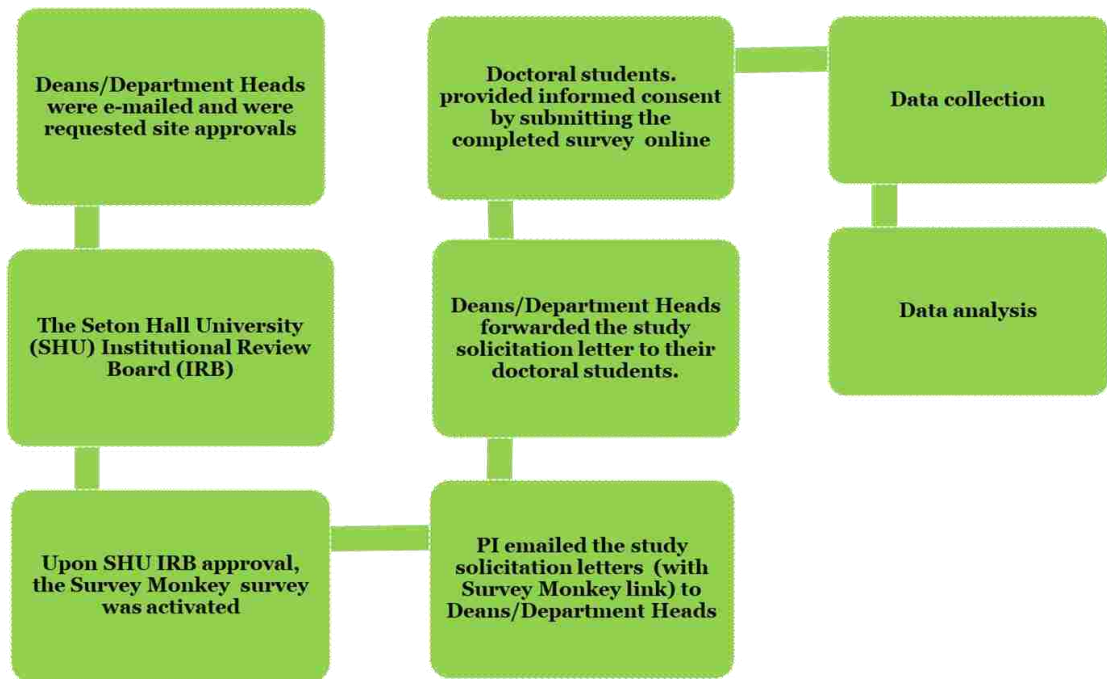 Deans/Department Heads
were e-mailed and were
requested site approvals
The Seton Hall University
(SHU) Institutional Review
Board (IRB)
Upon SHU IRB approval,
the Survey Monkey survey
was activated
PI emailed the study
solicitation letters (with
Survey Monkey link) to
Deans/Department Heads
Deans/Department Heads
forwarded the study
solicitation letter to their
doctoral students.
Doctoral students.
provided informed consent
by submitting the
completed survey online
Data collection
Data analysis